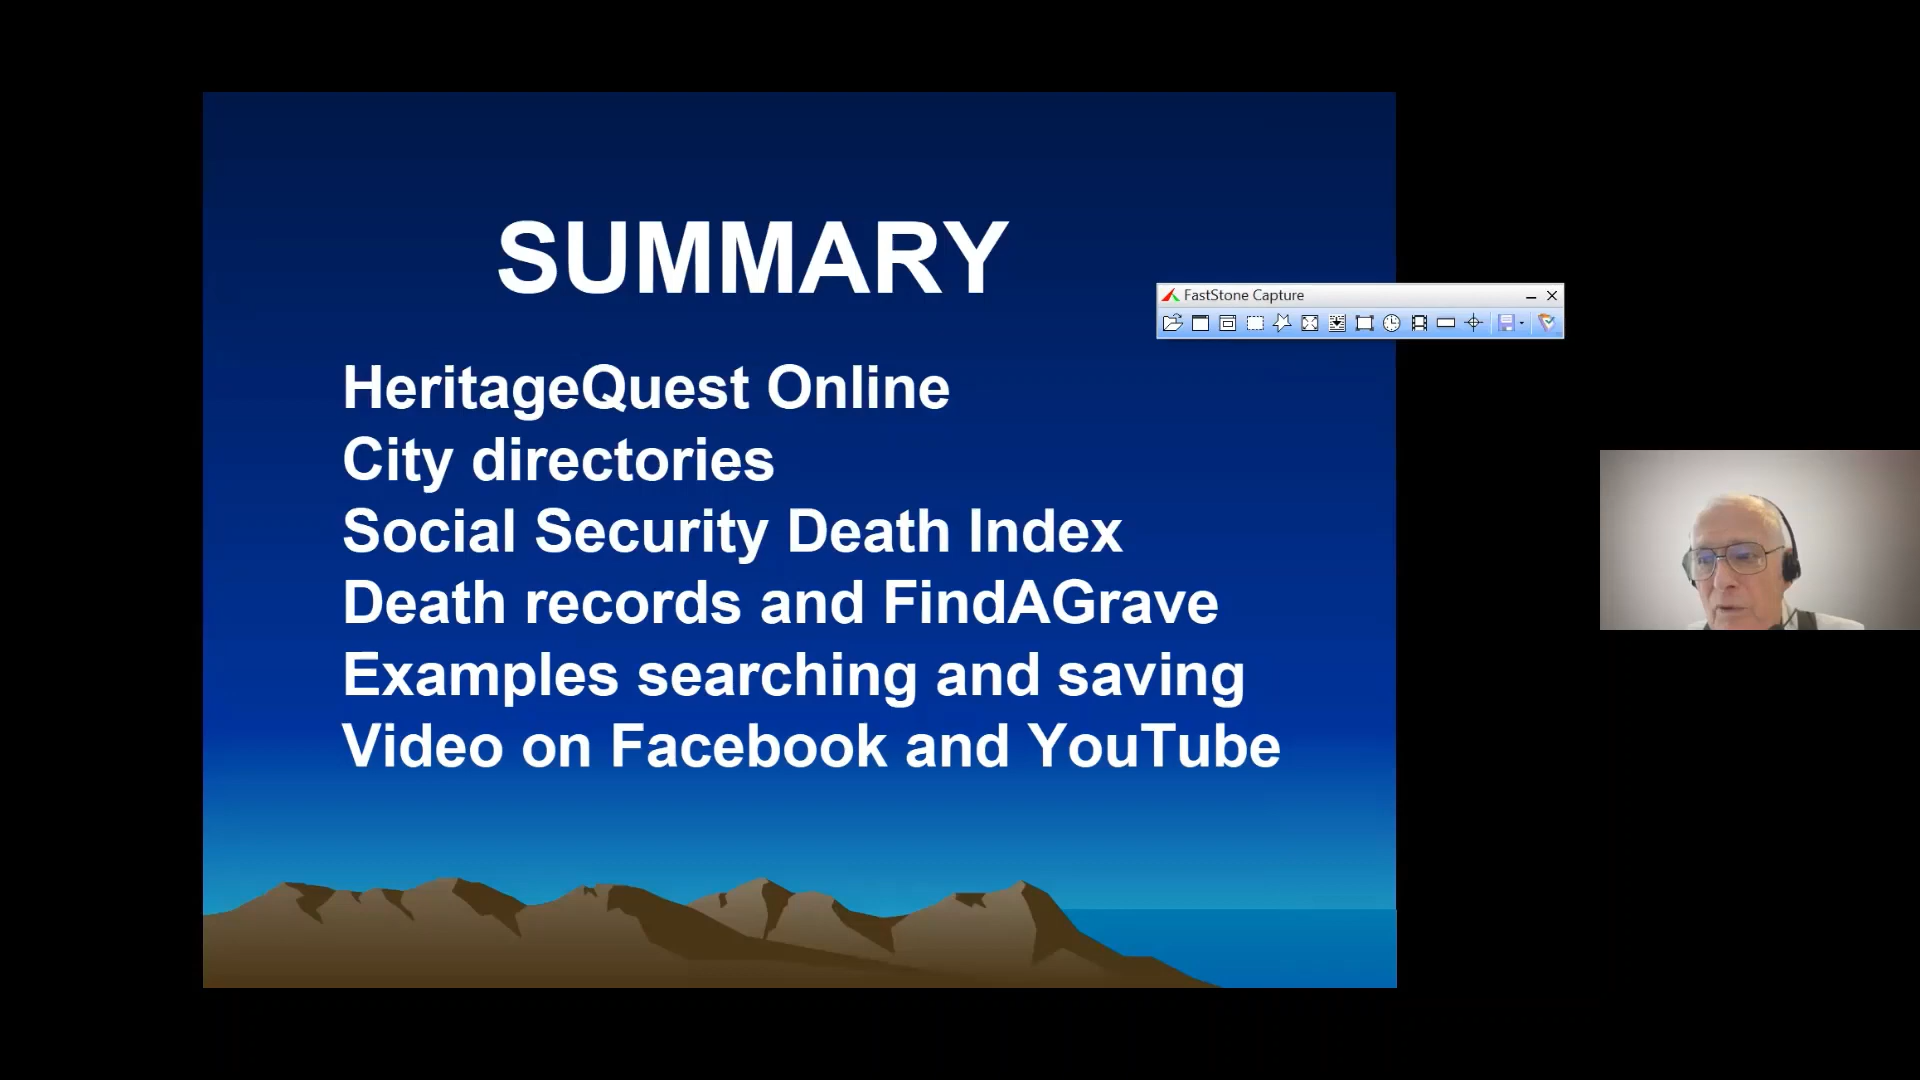 SUMMARY
FastStone Capture
HeritageQuest Online
City directories
Social Security Death Index
Death records and FindAGrave
Examples searching and saving
Video on Facebook and YouTube